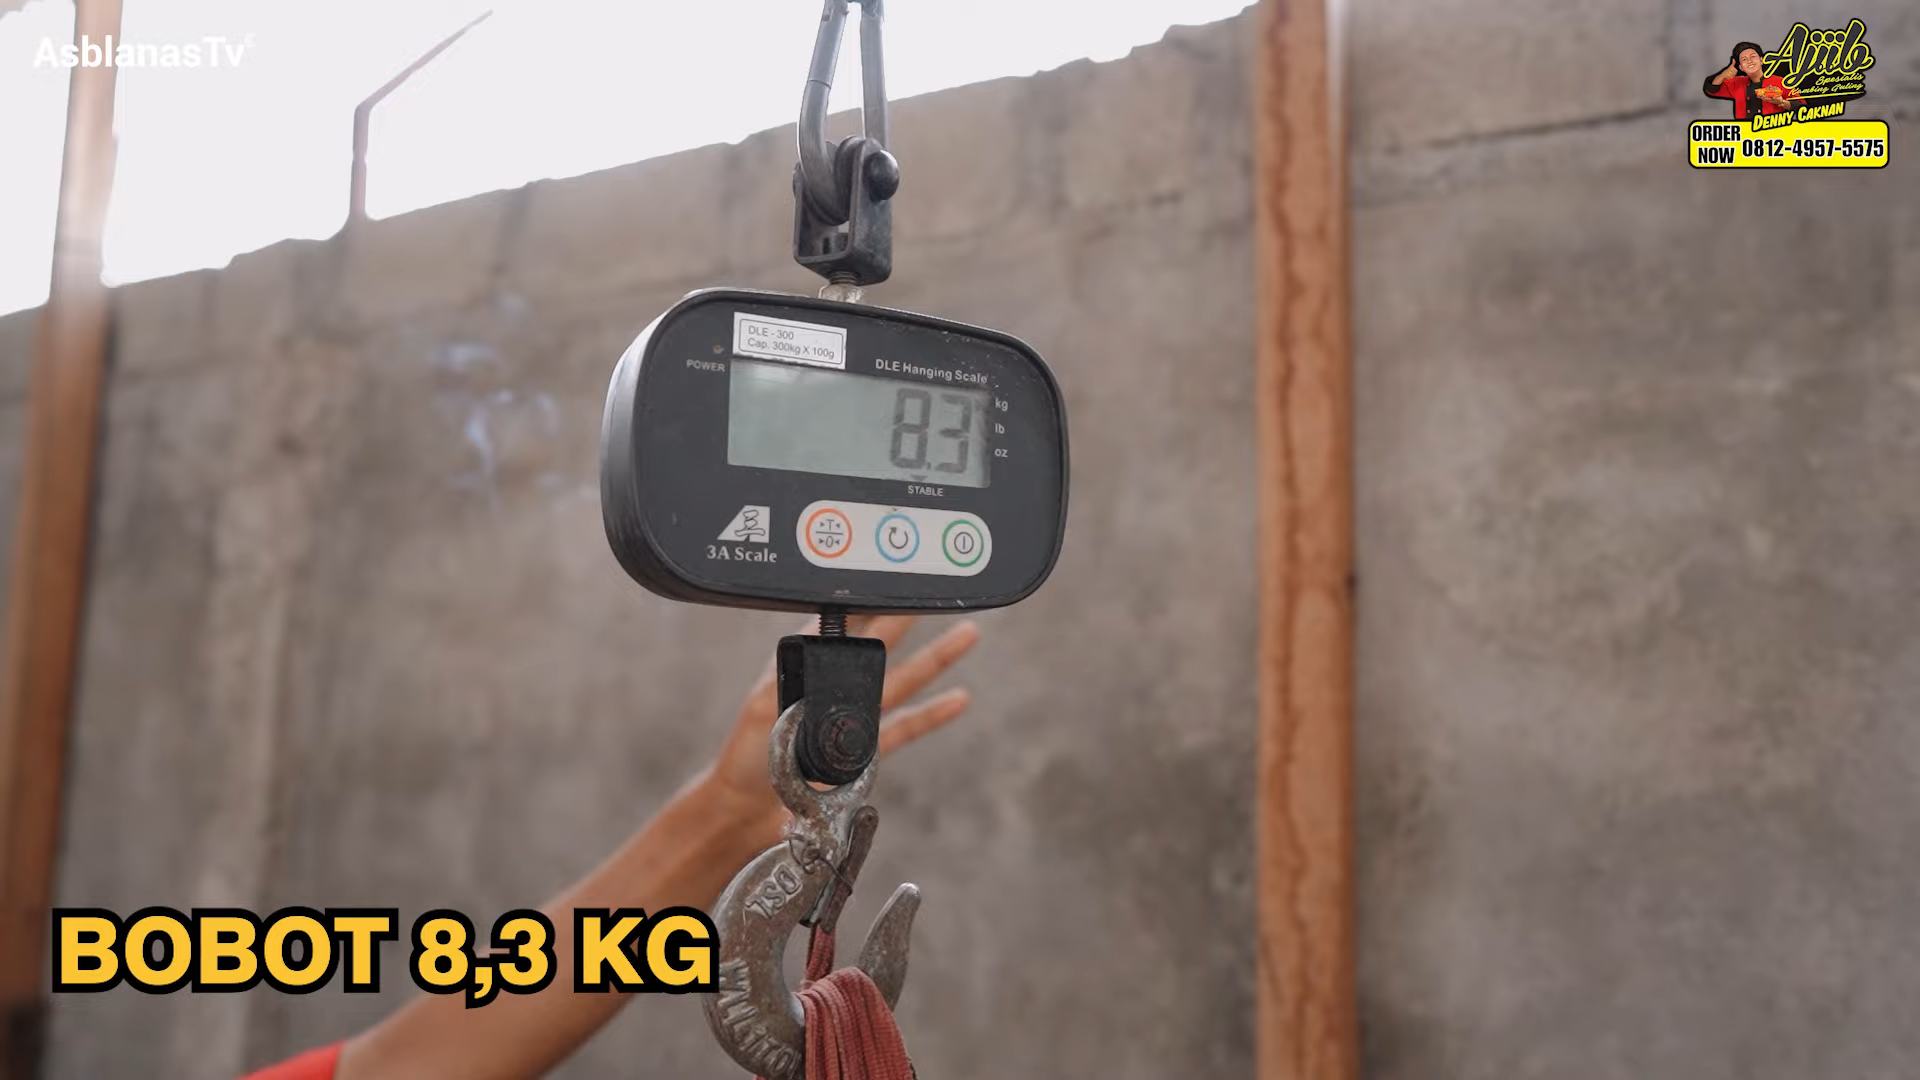 AsblanasTv
Ajiib
Spesialis
Kambing Guling
DENNY CAKNAN
ORDER NOW 0812-4957-5575
DLE - 300
Cap. 300kg X 100g
POWER
DLE Hanging Scale
8.3
kg
lb
oz
STABLE
►T◄
►0◄
3A Scale
BOBOT 8,3 KG